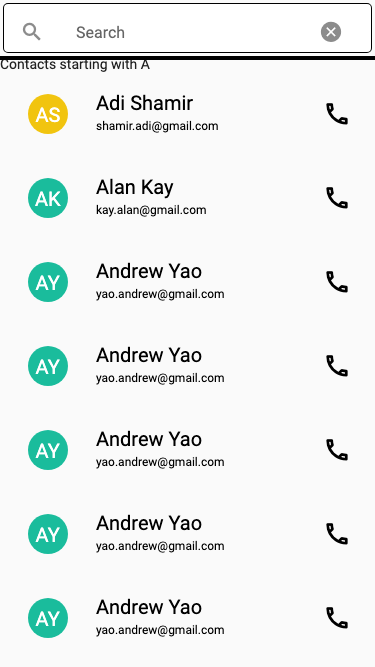 Search
Contacts starting with A
AS
Adi Shamir
shamir.adi@gmail.com
AK
Alan Kay
kay.alan@gmail.com
AY
Andrew Yao
yao.andrew@gmail.com
AY
Andrew Yao
yao.andrew@gmail.com
AY
Andrew Yao
yao.andrew@gmail.com
AY
Andrew Yao
yao.andrew@gmail.com
AY
Andrew Yao
yao.andrew@gmail.com